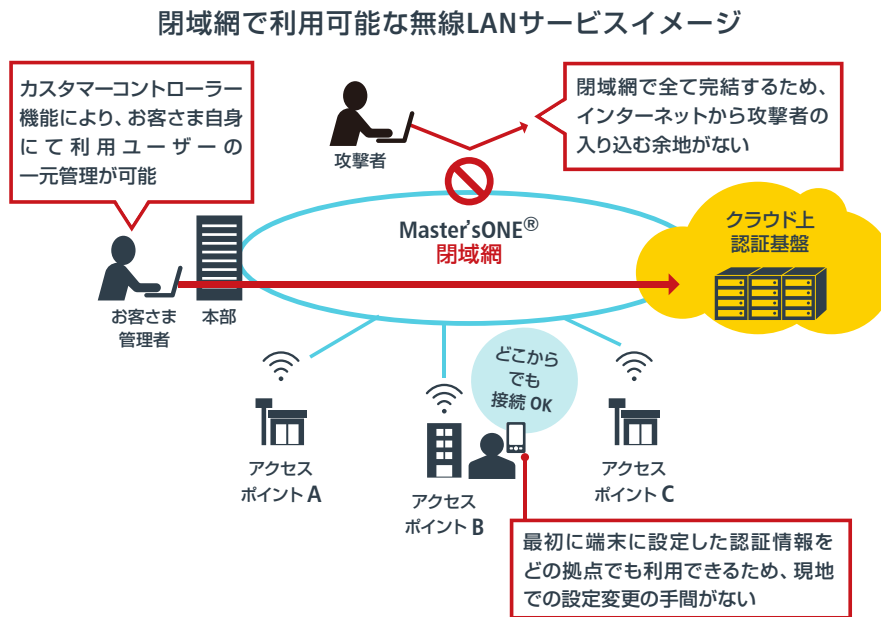 閉域網で利用可能な無線LANサービスイメージ
カスタマーコントローラー
機能により、お客さま自身
にて利用ユーザーの
一元管理が可能
攻撃者
閉域網で全て完結するため、
インターネットから攻撃者の
入り込む余地がない
Master'sONE®
閉域網
クラウド上
認証基盤
お客さま
管理者
本部
どこから
でも
接続 OK
アクセス
ポイント A
アクセス
ポイント B
アクセス
ポイント C
最初に端末に設定した認証情報を
どの拠点でも利用できるため、現地
での設定変更の手間がない